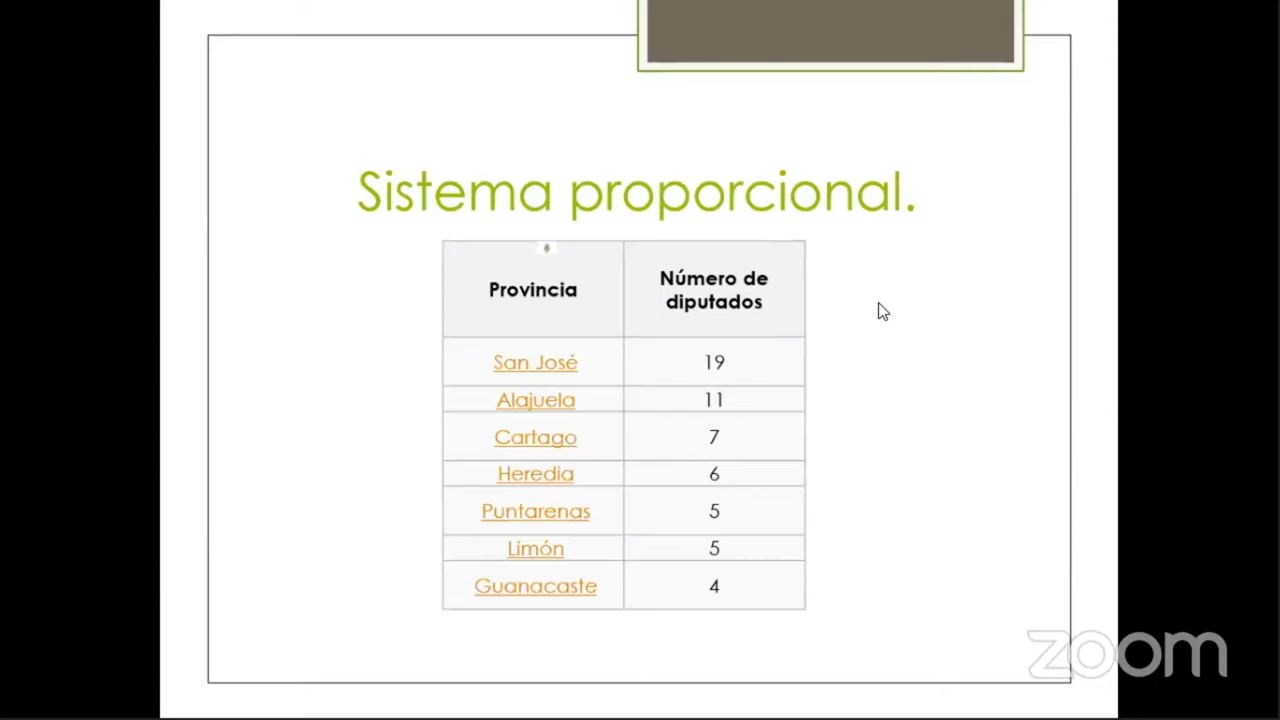 Sistema proporcional.
Provincia
Número de
diputados
San José 19
Alajuela 11
Cartago 7
Heredia 6
Puntarenas 5
Limón 5
Guanacaste 4
zoom